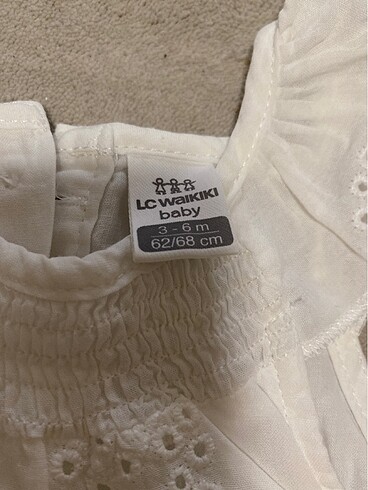 LC WAIKIKI
baby
3 - 6 m
62/68 cm